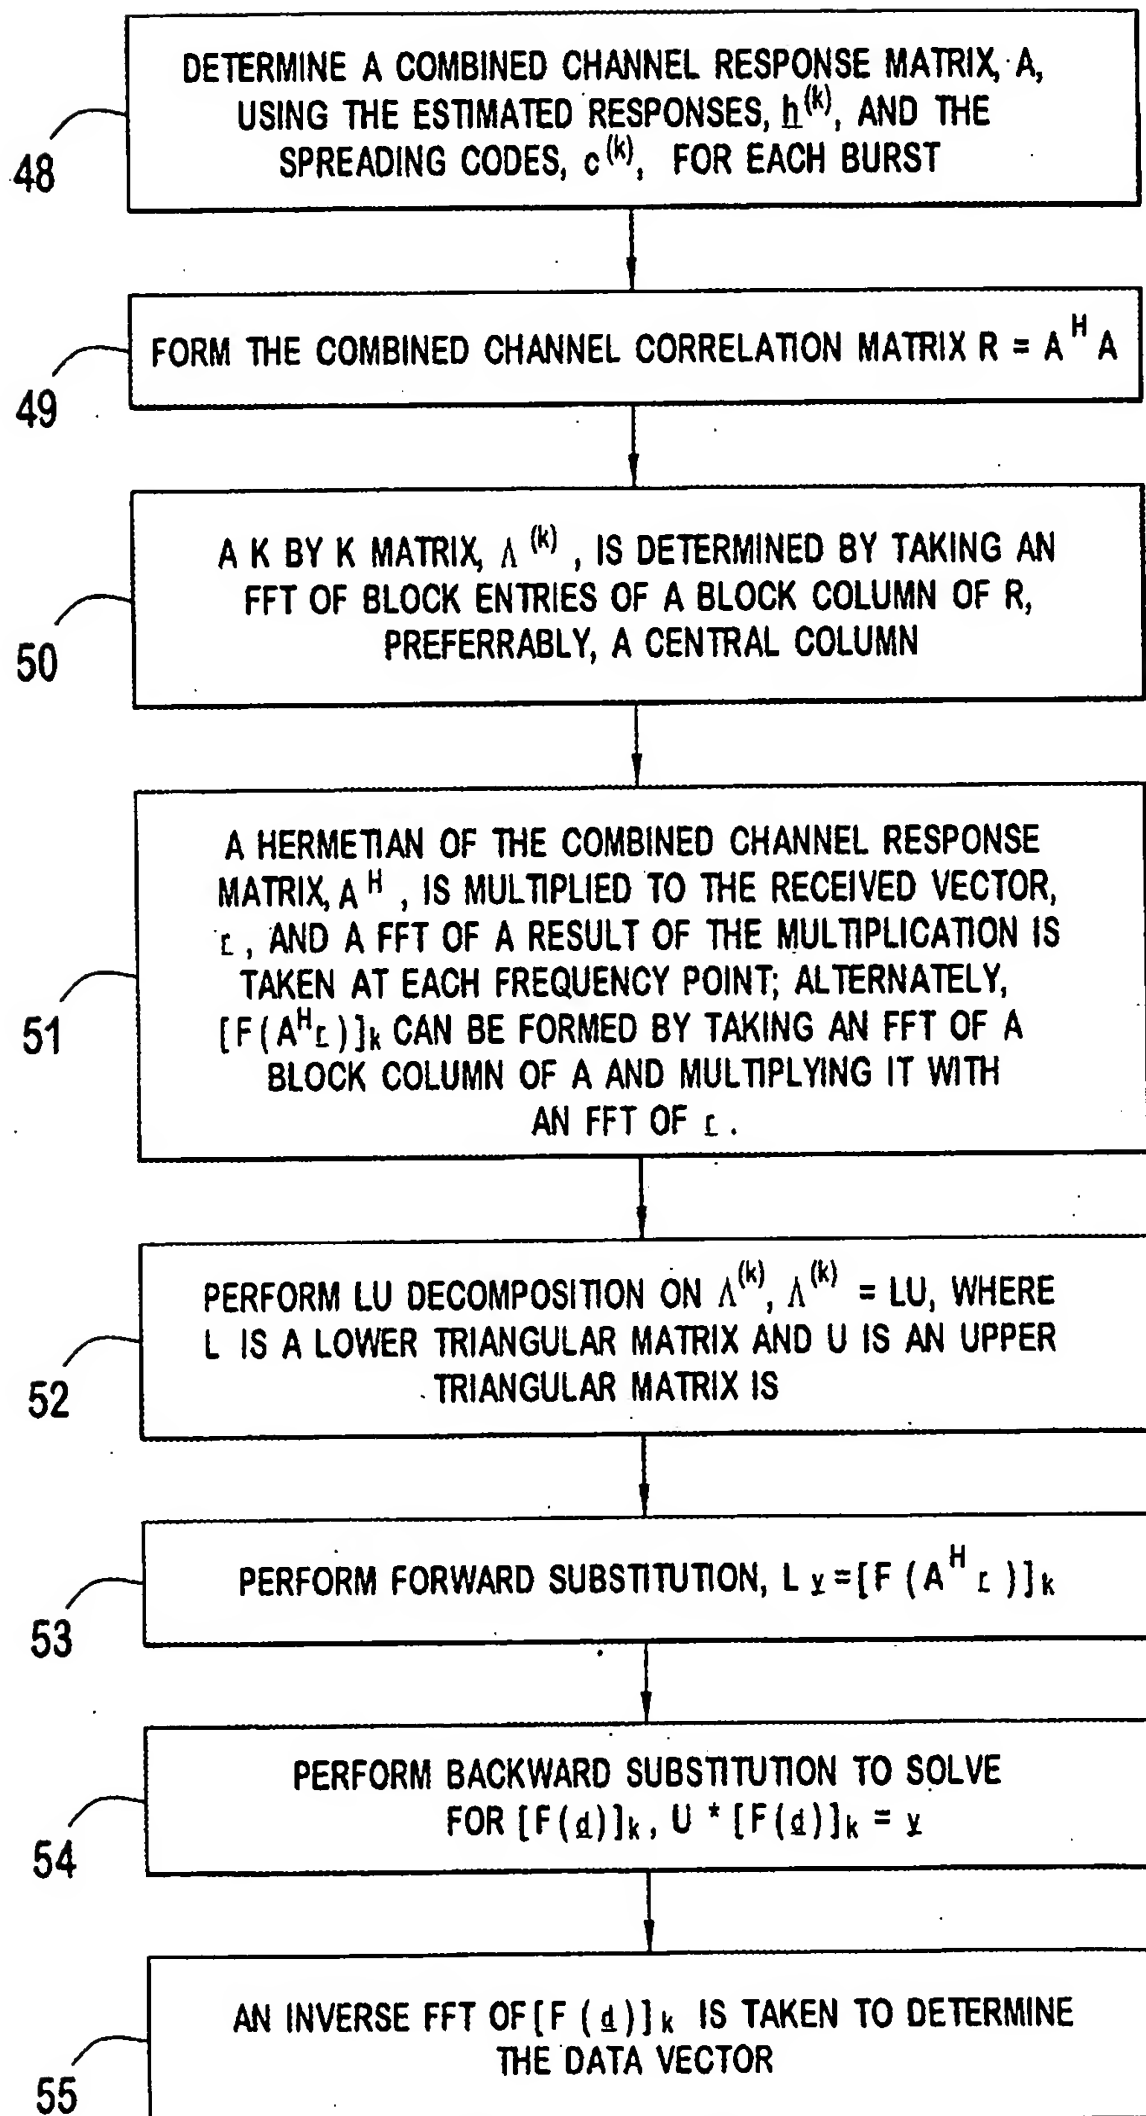 DETERMINE A COMBINED CHANNEL RESPONSE MATRIX, A,
USING THE ESTIMATED RESPONSES, h^(k), AND THE
SPREADING CODES, c^(k), FOR EACH BURST
48
FORM THE COMBINED CHANNEL CORRELATION MATRIX R = A^H A
49
A K BY K MATRIX, Λ^(k), IS DETERMINED BY TAKING AN
FFT OF BLOCK ENTRIES OF A BLOCK COLUMN OF R,
PREFERRABLY, A CENTRAL COLUMN
50
A HERMETIAN OF THE COMBINED CHANNEL RESPONSE
MATRIX, A^H, IS MULTIPLIED TO THE RECEIVED VECTOR,
r, AND A FFT OF A RESULT OF THE MULTIPLICATION IS
TAKEN AT EACH FREQUENCY POINT; ALTERNATELY,
[F(A^H r)]k CAN BE FORMED BY TAKING AN FFT OF A
BLOCK COLUMN OF A AND MULTIPLYING IT WITH
AN FFT OF r.
51
PERFORM LU DECOMPOSITION ON Λ^(k), Λ^(k) = LU, WHERE
L IS A LOWER TRIANGULAR MATRIX AND U IS AN UPPER
TRIANGULAR MATRIX IS
52
PERFORM FORWARD SUBSTITUTION, L y =[F (A^H r )]k
53
PERFORM BACKWARD SUBSTITUTION TO SOLVE
FOR [F(d)]k, U * [F(d)]k = y
54
AN INVERSE FFT OF [F (d)]k IS TAKEN TO DETERMINE
THE DATA VECTOR
55